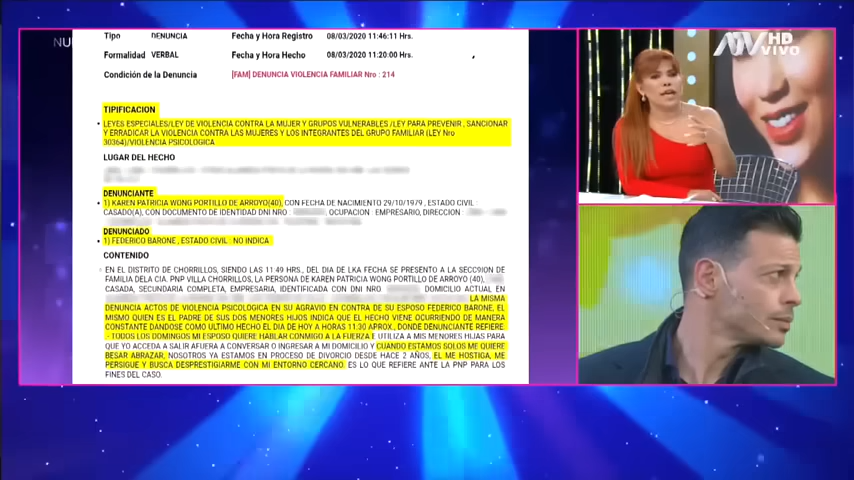 NU
Tipo DENUNCIA Fecha y Hora Registro 08/03/2020 11:46:11 Hrs.
Formalidad VERBAL Fecha y Hora Hecho 08/03/2020 11:20:00 Hrs.
Condición de la Denuncia [FAM] DENUNCIA VIOLENCIA FAMILIAR Nro : 214
TIPIFICACION
LEYES ESPECIALES/LEY DE VIOLENCIA CONTRA LA MUJER Y GRUPOS VULNERABLES /LEY PARA PREVENIR , SANCIONAR
Y ERRADICAR LA VIOLENCIA CONTRA LAS MUJERES Y LOS INTEGRANTES DEL GRUPO FAMILIAR (LEY Nro
30364)/VIOLENCIA PSICOLOGICA
LUGAR DEL HECHO
DENUNCIANTE
1) KAREN PATRICIA WONG PORTILLO DE ARROYO(40), CON FECHA DE NACIMIENTO 29/10/1979 , ESTADO CIVIL :
CASADO(A), CON DOCUMENTO DE IDENTIDAD DNI NRO : , OCUPACION : EMPRESARIO, DIRECCION :
DENUNCIADO
1) FEDERICO BARONE , ESTADO CIVIL : NO INDICA
CONTENIDO
EN EL DISTRITO DE CHORRILLOS, SIENDO LAS 11:49 HRS., DEL DIA DE LKA FECHA SE PRESENTO A LA SECC9ION DE
FAMILIA DELA CIA. PNP VILLA CHORRILLOS, LA PERSONA DE KAREN PATRICIA WONG PORTILLO DE ARROYO (40),
CASADA, SECUNDARIA COMPLETA, EMPRESARIA, IDENTIFICADA CON DNI NRO DOMICILIO ACTUAL EN
LA MISMA
DENUNCIA ACTOS DE VIOLENCIA PSICOLOGICA EN SU AGRAVIO EN CONTRA DE SU ESPOSO FEDERICO BARONE, EL
MISMO QUIEN ES EL PADRE DE SUS DOS MENORES HIJOS INDICA QUE EL HECHO VIENE OCURRIENDO DE MANERA
CONSTANTE DANDOSE COMO ULTIMO HECHO EL DIA DE HOY A HORAS 11:30 APROX., DONDE DENUNCIANTE REFIERE:
- TODOS LOS DOMINGOS MI ESPOSO QUIERE HABLAR CONMIGO A LA FUERZA E UTILIZA A MIS MENORES HIJAS PARA
QUE YO ACCEDA A SALIR AFUERA A CONVERSAR O INGRESAR A MI DOMICILIO Y CUANDO ESTAMOS SOLOS ME QUIERE
BESAR ABRAZAR, NOSOTROS YA ESTAMOS EN PROCESO DE DIVORCIO DESDE HACE 2 AÑOS, EL ME HOSTIGA, ME
PERSIGUE Y BUSCA DESPRESTIGIARME CON MI ENTORNO CERCANO ES LO QUE REFIERE ANTE LA PNP PARA LOS
FINES DEL CASO.
ATV HD
VIVO